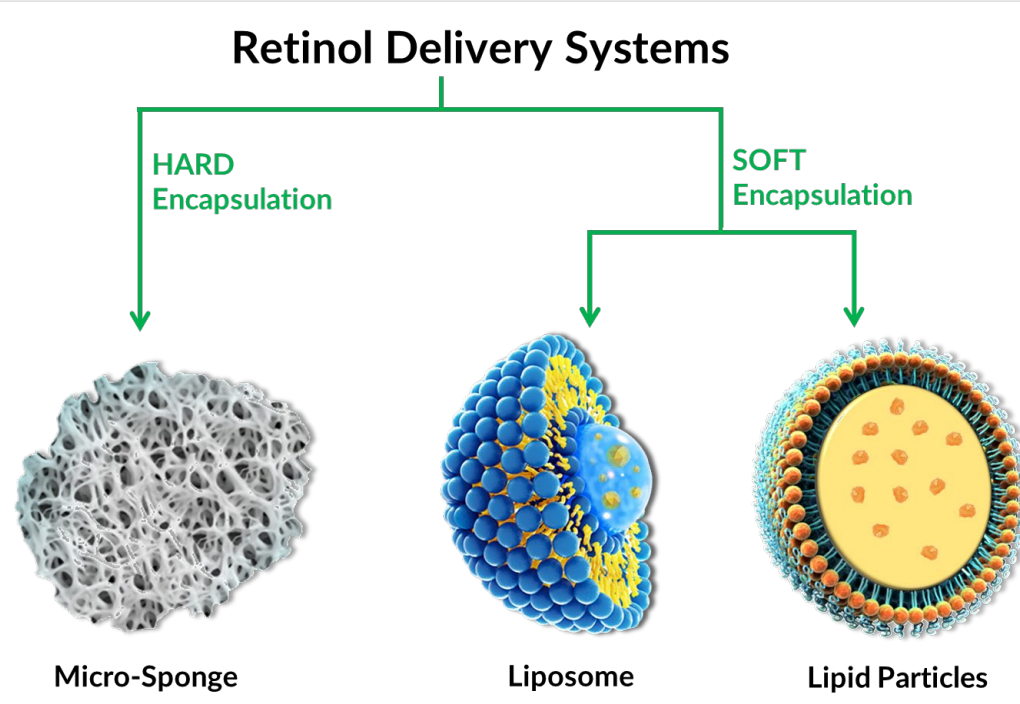 Retinol Delivery Systems
HARD
Encapsulation
SOFT
Encapsulation
Micro-Sponge
Liposome
Lipid Particles